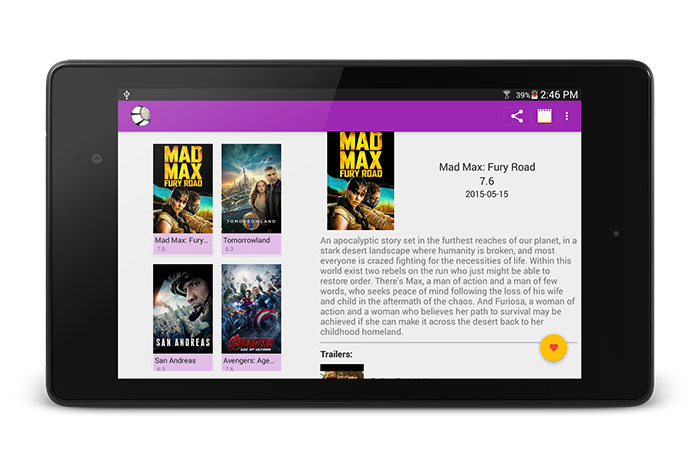 39% 2:46 PM
MAD
MAX
FURY ROAD
TOMORROWLAND
Mad Max: Fury...
7.6
Tomorrowland
6.3
SAN ANDREAS
AVENGERS
AGE OF ULTRON
San Andreas
6.3
Avengers: Age...
7.6
MAD
MAX
FURY ROAD
Mad Max: Fury Road
7.6
2015-05-15
An apocalyptic story set in the furthest reaches of our planet, in a
stark desert landscape where humanity is broken, and most
everyone is crazed fighting for the necessities of life. Within this
world exist two rebels on the run who just might be able to
restore order. There's Max, a man of action and a man of few
words, who seeks peace of mind following the loss of his wife
and child in the aftermath of the chaos. And Furiosa, a woman of
action and a woman who believes her path to survival may be
achieved if she can make it across the desert back to her
childhood homeland.
Trailers: